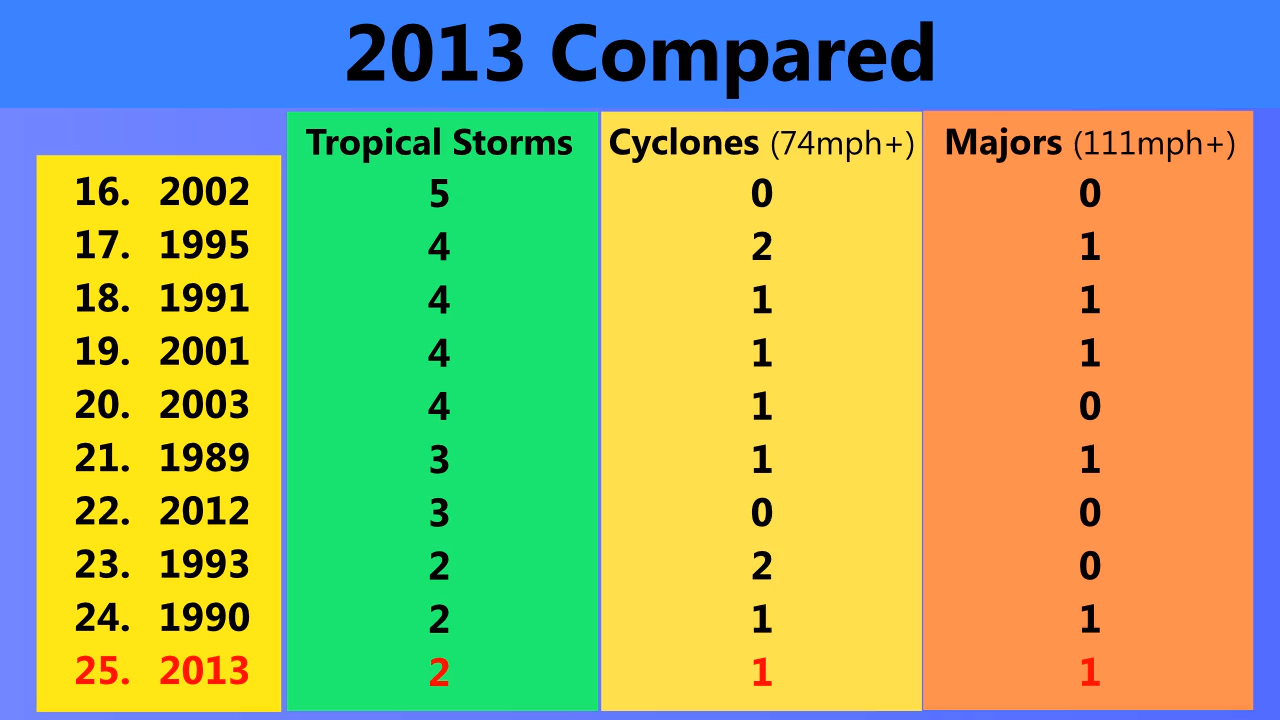 2013 Compared
Tropical Storms Cyclones (74mph+) Majors (111mph+)
16. 2002 5 0 0
17. 1995 4 2 1
18. 1991 4 1 1
19. 2001 4 1 1
20. 2003 4 1 0
21. 1989 3 1 1
22. 2012 3 0 0
23. 1993 2 2 0
24. 1990 2 1 1
25. 2013 2 1 1